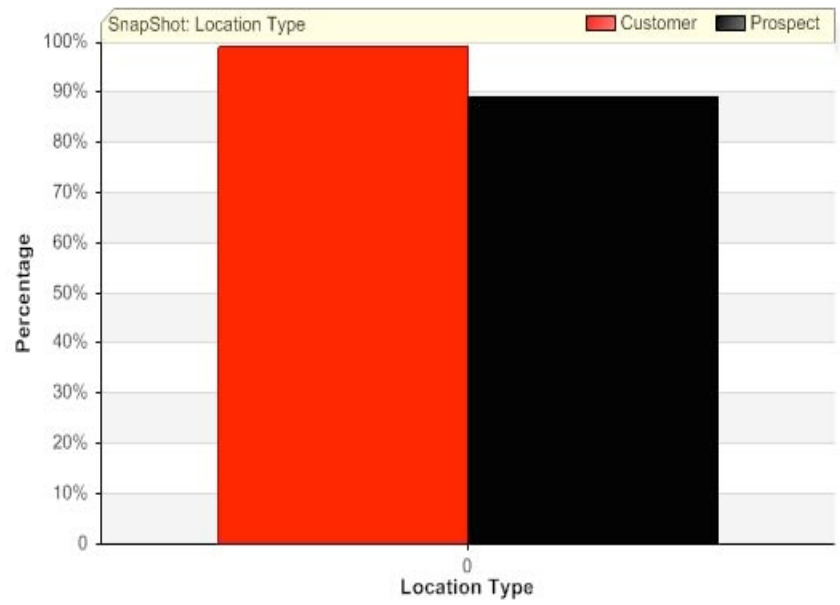 SnapShot: Location Type
Customer
Prospect
100%
90%
80%
70%
60%
50%
40%
30%
20%
10%
0
Percentage
0
Location Type